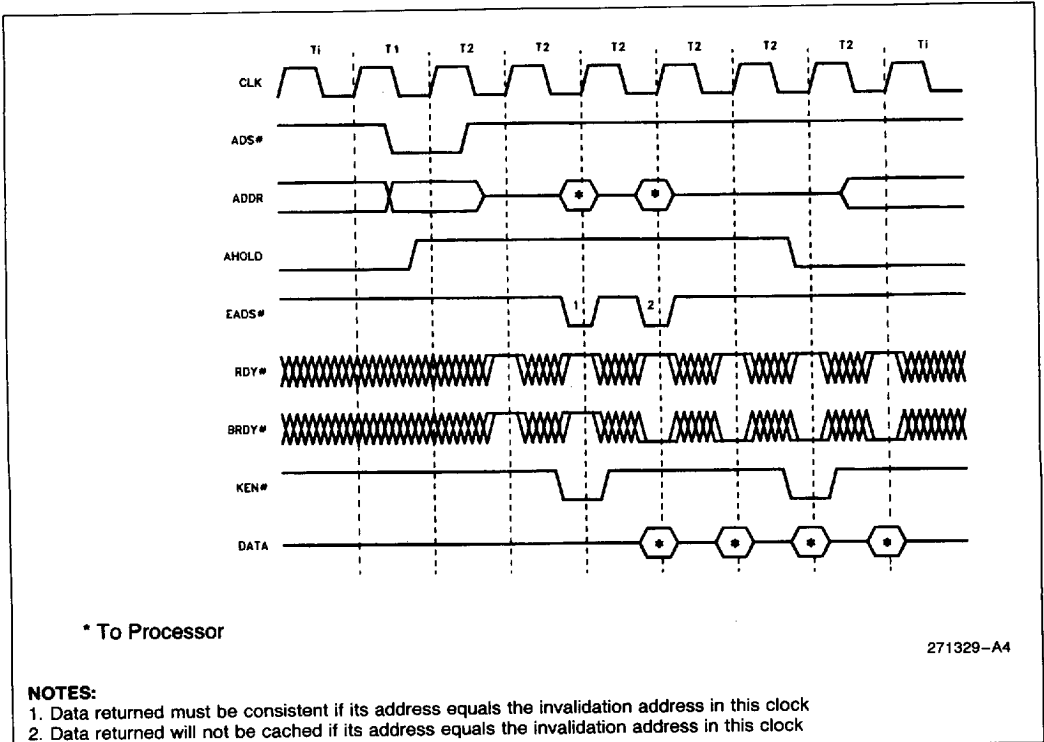 Ti T1 T2 T2 T2 T2 T2 T2 Ti
CLK
ADS#
ADDR * *
AHOLD
EADS# 1 2
RDY#
BRDY#
KEN#
DATA * * * *
* To Processor
271329–A4
NOTES:
1. Data returned must be consistent if its address equals the invalidation address in this clock
2. Data returned will not be cached if its address equals the invalidation address in this clock